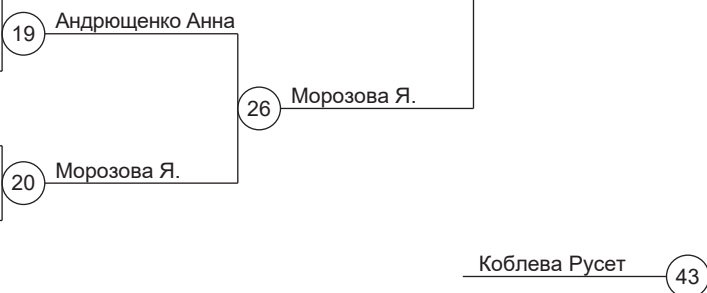 19 Андрющенко Анна
26 Морозова Я.
20 Морозова Я.
Коблева Русет 43